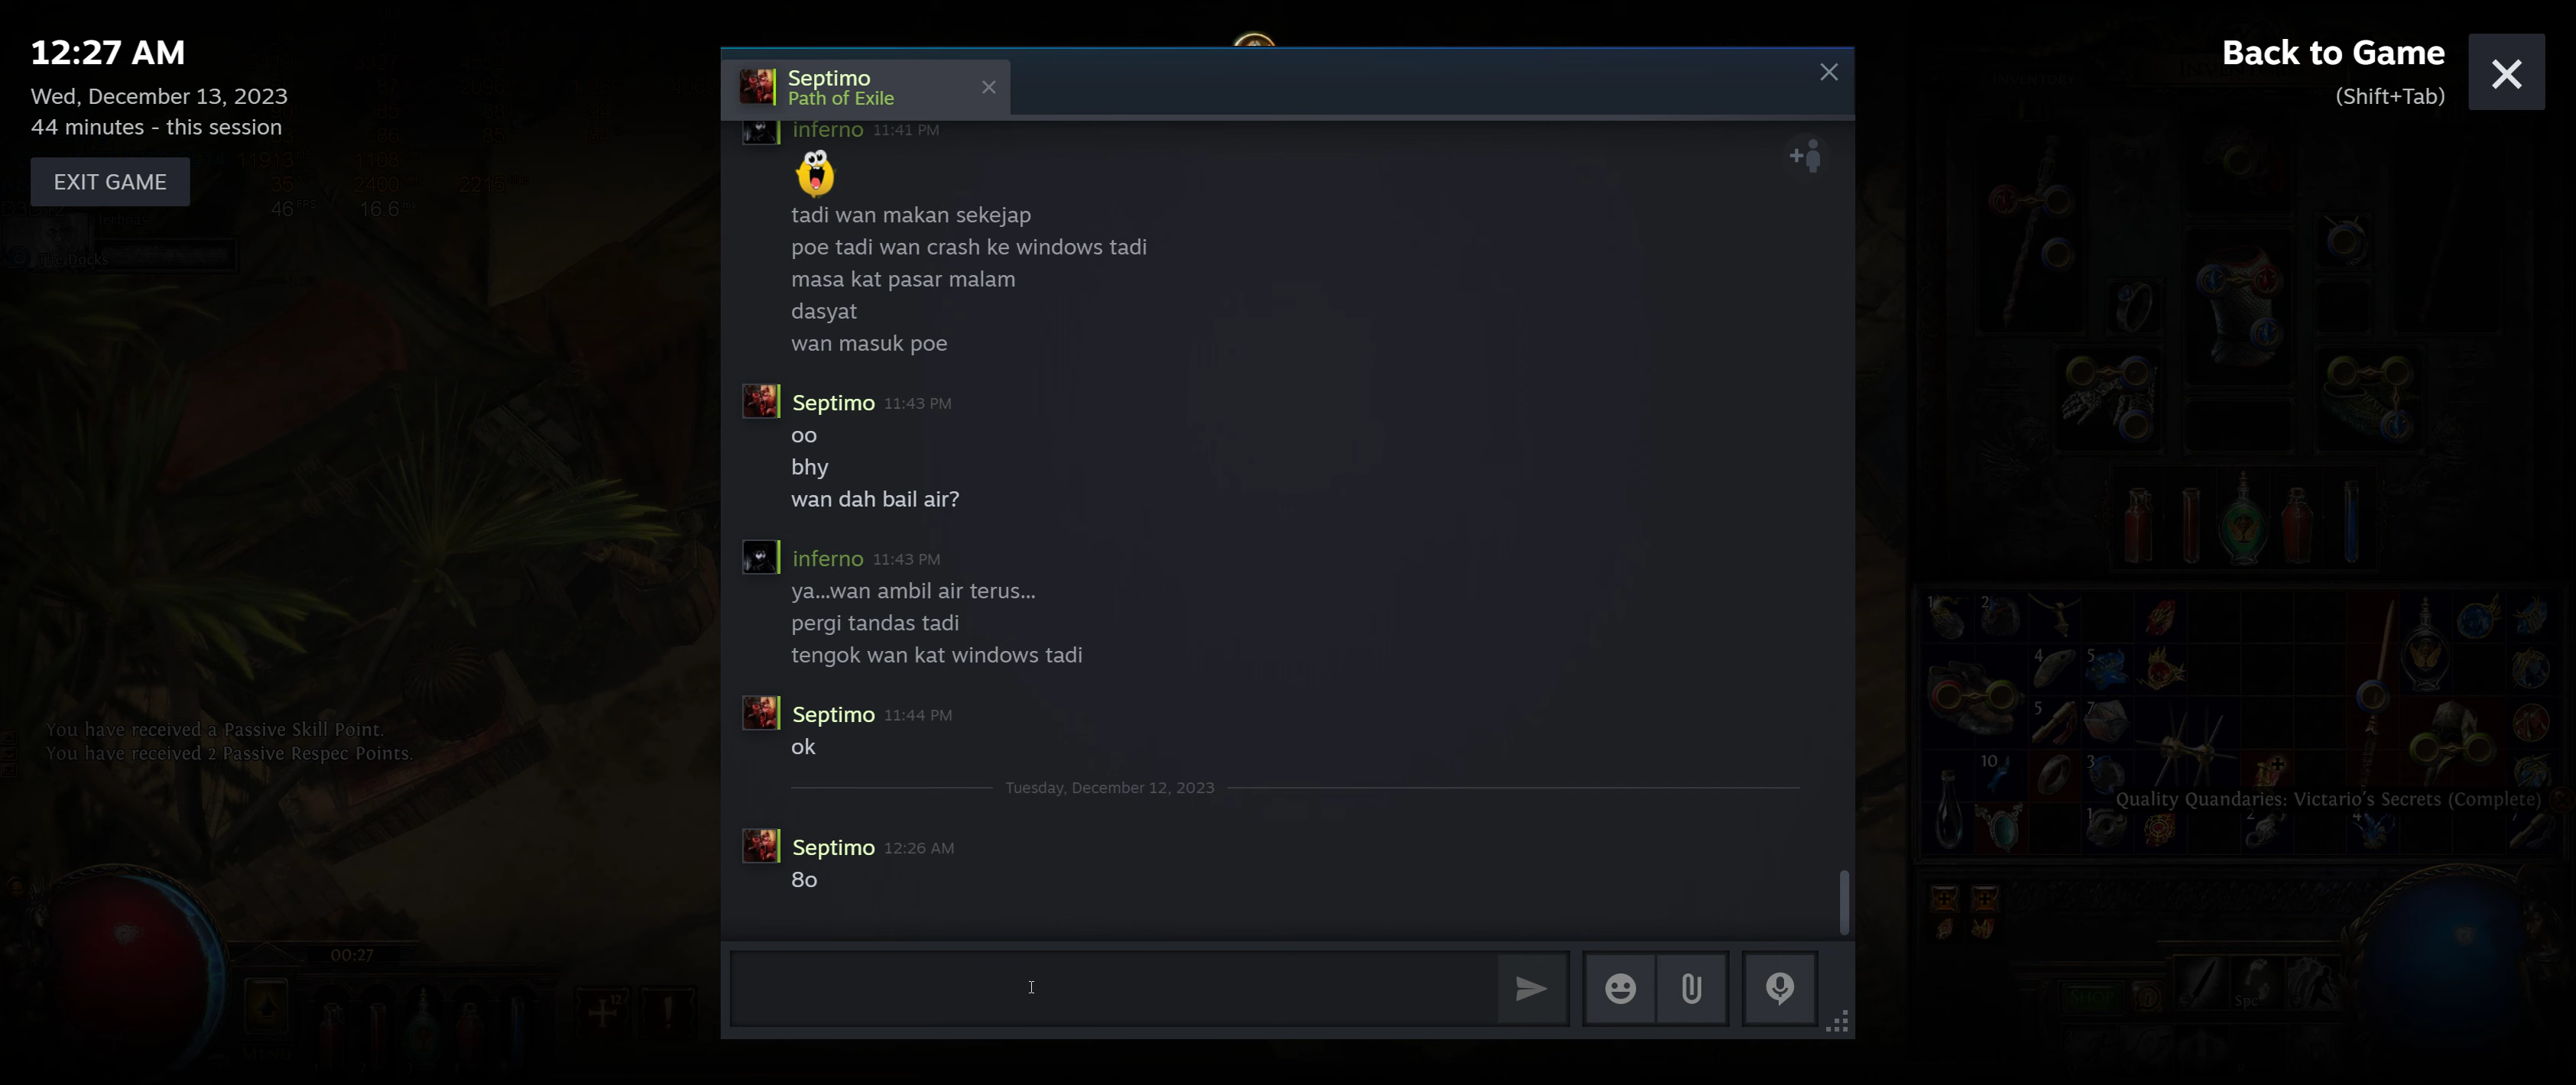 12:27 AM
Wed, December 13, 2023
44 minutes - this session
EXIT GAME
Back to Game
(Shift+Tab)
Septimo
Path of Exile
inferno 11:41 PM
tadi wan makan sekejap
poe tadi wan crash ke windows tadi
masa kat pasar malam
dasyat
wan masuk poe
Septimo 11:43 PM
oo
bhy
wan dah bail air?
inferno 11:43 PM
ya...wan ambil air terus...
pergi tandas tadi
tengok wan kat windows tadi
Septimo 11:44 PM
ok
Tuesday, December 12, 2023
Septimo 12:26 AM
8o
You have received a Passive Skill Point.
You have received 2 Passive Respec Points.
Quality Quandaries: Victario's Secrets (Complete)
00:27
SHOP
Spc